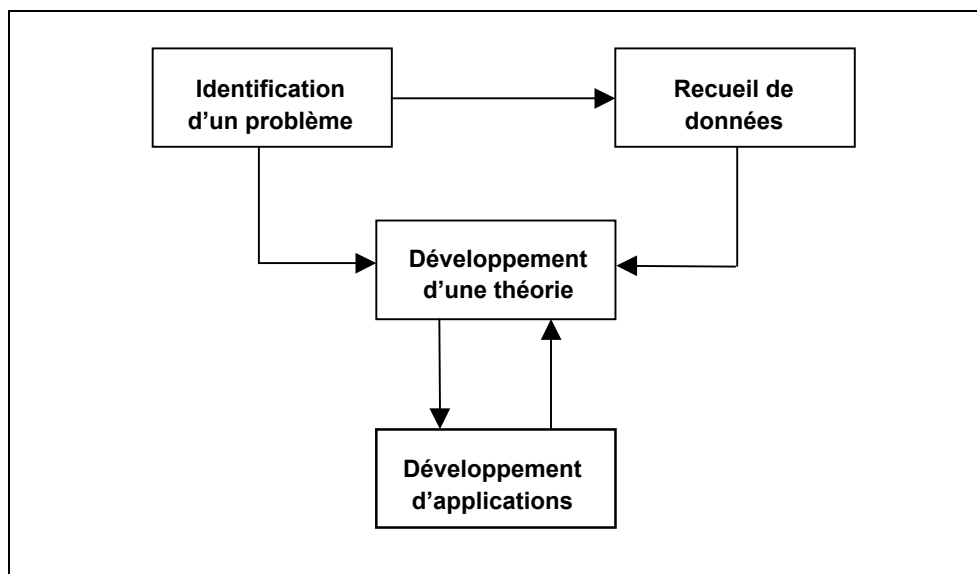 Identification
d’un problème
Recueil de
données
Développement
d’une théorie
Développement
d’applications